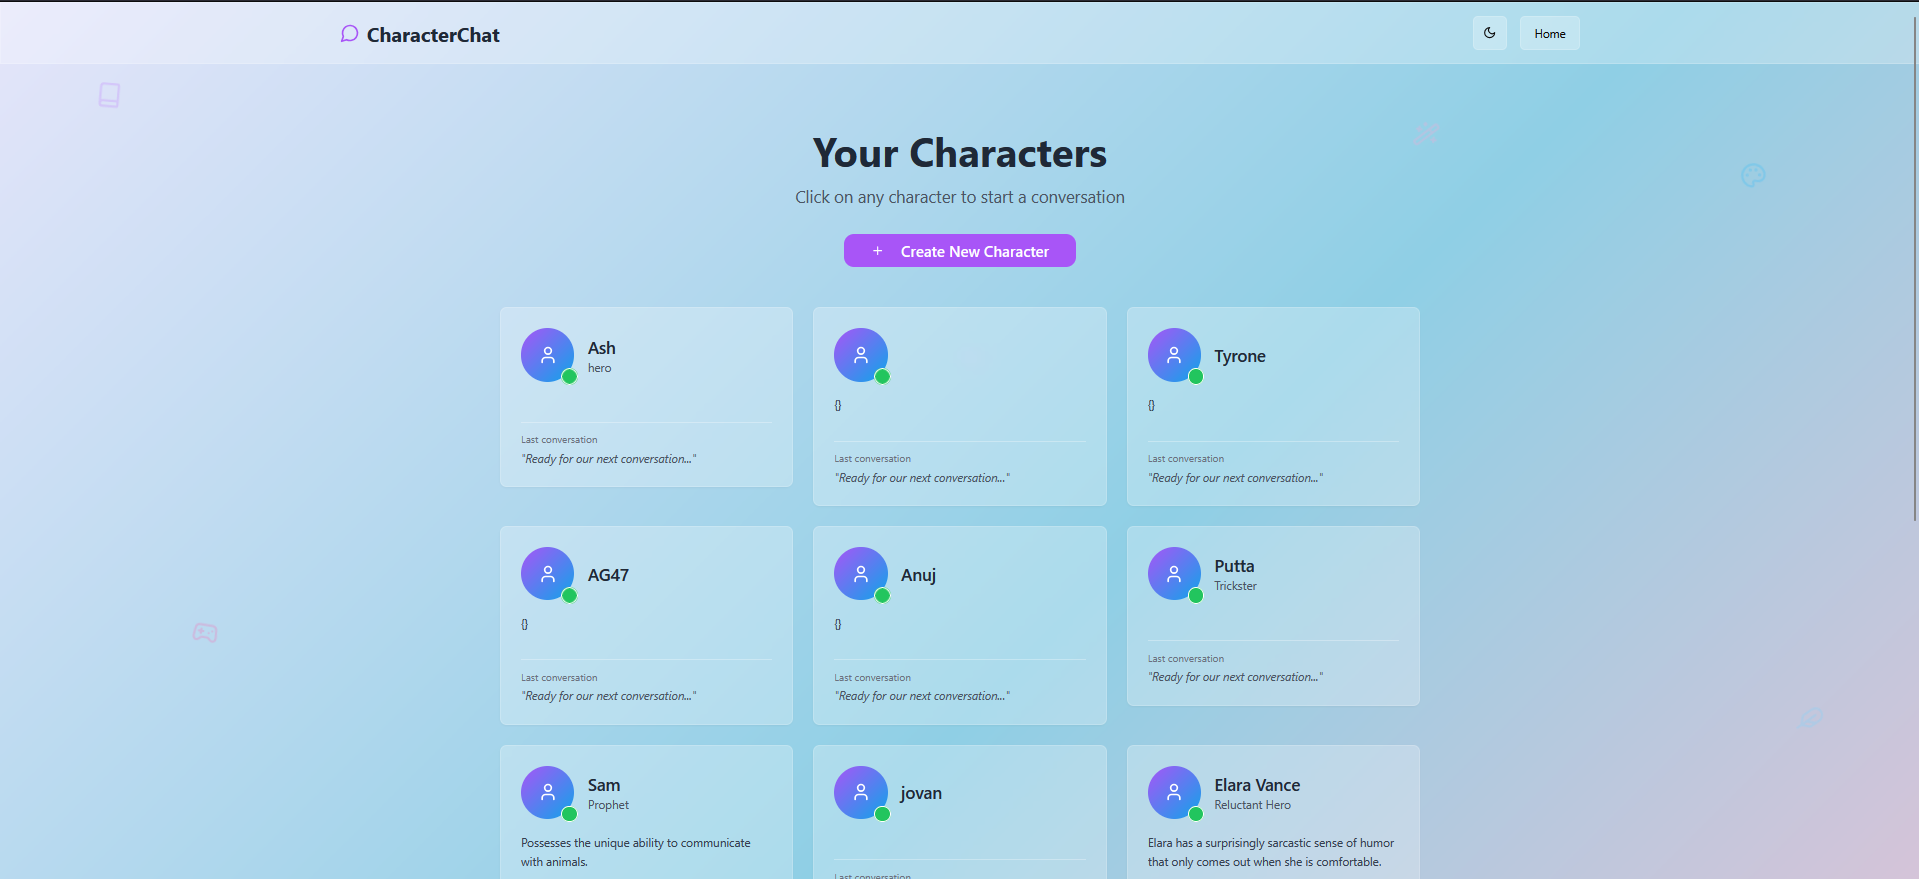 CharacterChat
Home
Your Characters
Click on any character to start a conversation
+ Create New Character
Ash
hero
Last conversation
"Ready for our next conversation..."
{}
Last conversation
"Ready for our next conversation..."
Tyrone
{}
Last conversation
"Ready for our next conversation..."
AG47
{}
Last conversation
"Ready for our next conversation..."
Anuj
{}
Last conversation
"Ready for our next conversation..."
Putta
Trickster
Last conversation
"Ready for our next conversation..."
Sam
Prophet
Possesses the unique ability to communicate
with animals.
jovan
Last conversation
Elara Vance
Reluctant Hero
Elara has a surprisingly sarcastic sense of humor
that only comes out when she is comfortable.